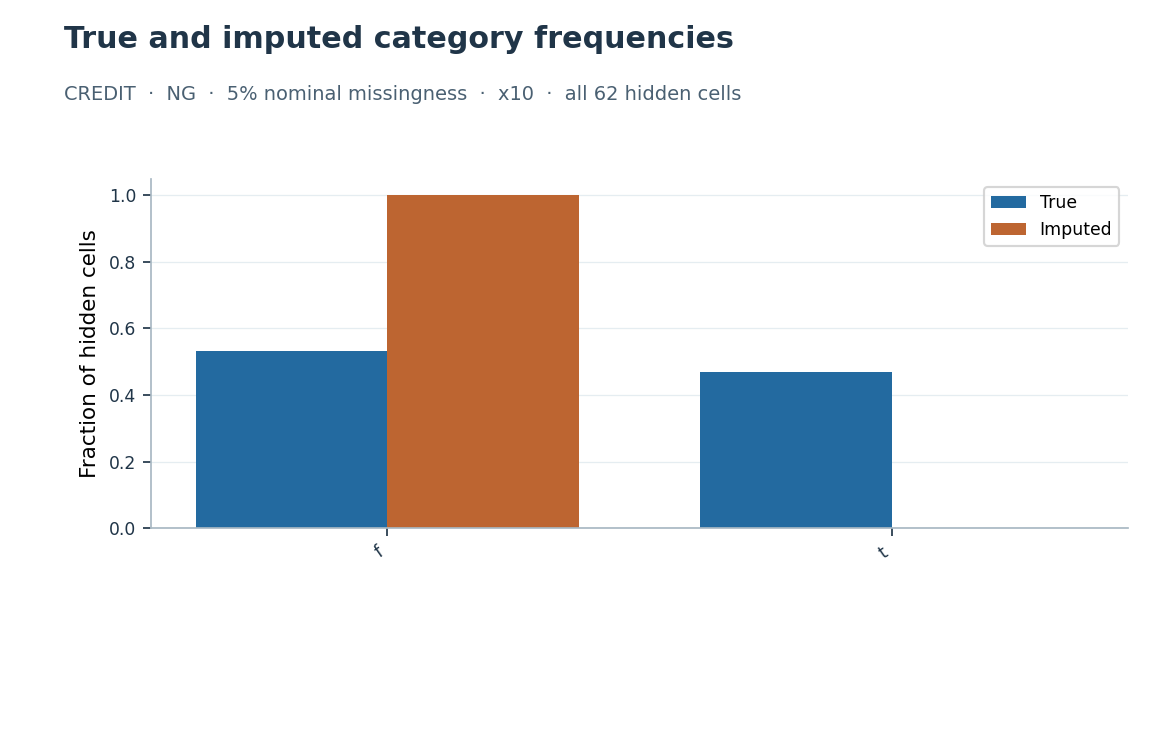 True and imputed category frequencies
CREDIT · NG · 5% nominal missingness · x10 · all 62 hidden cells
Fraction of hidden cells
1.0
0.8
0.6
0.4
0.2
0.0
True
Imputed
f
t